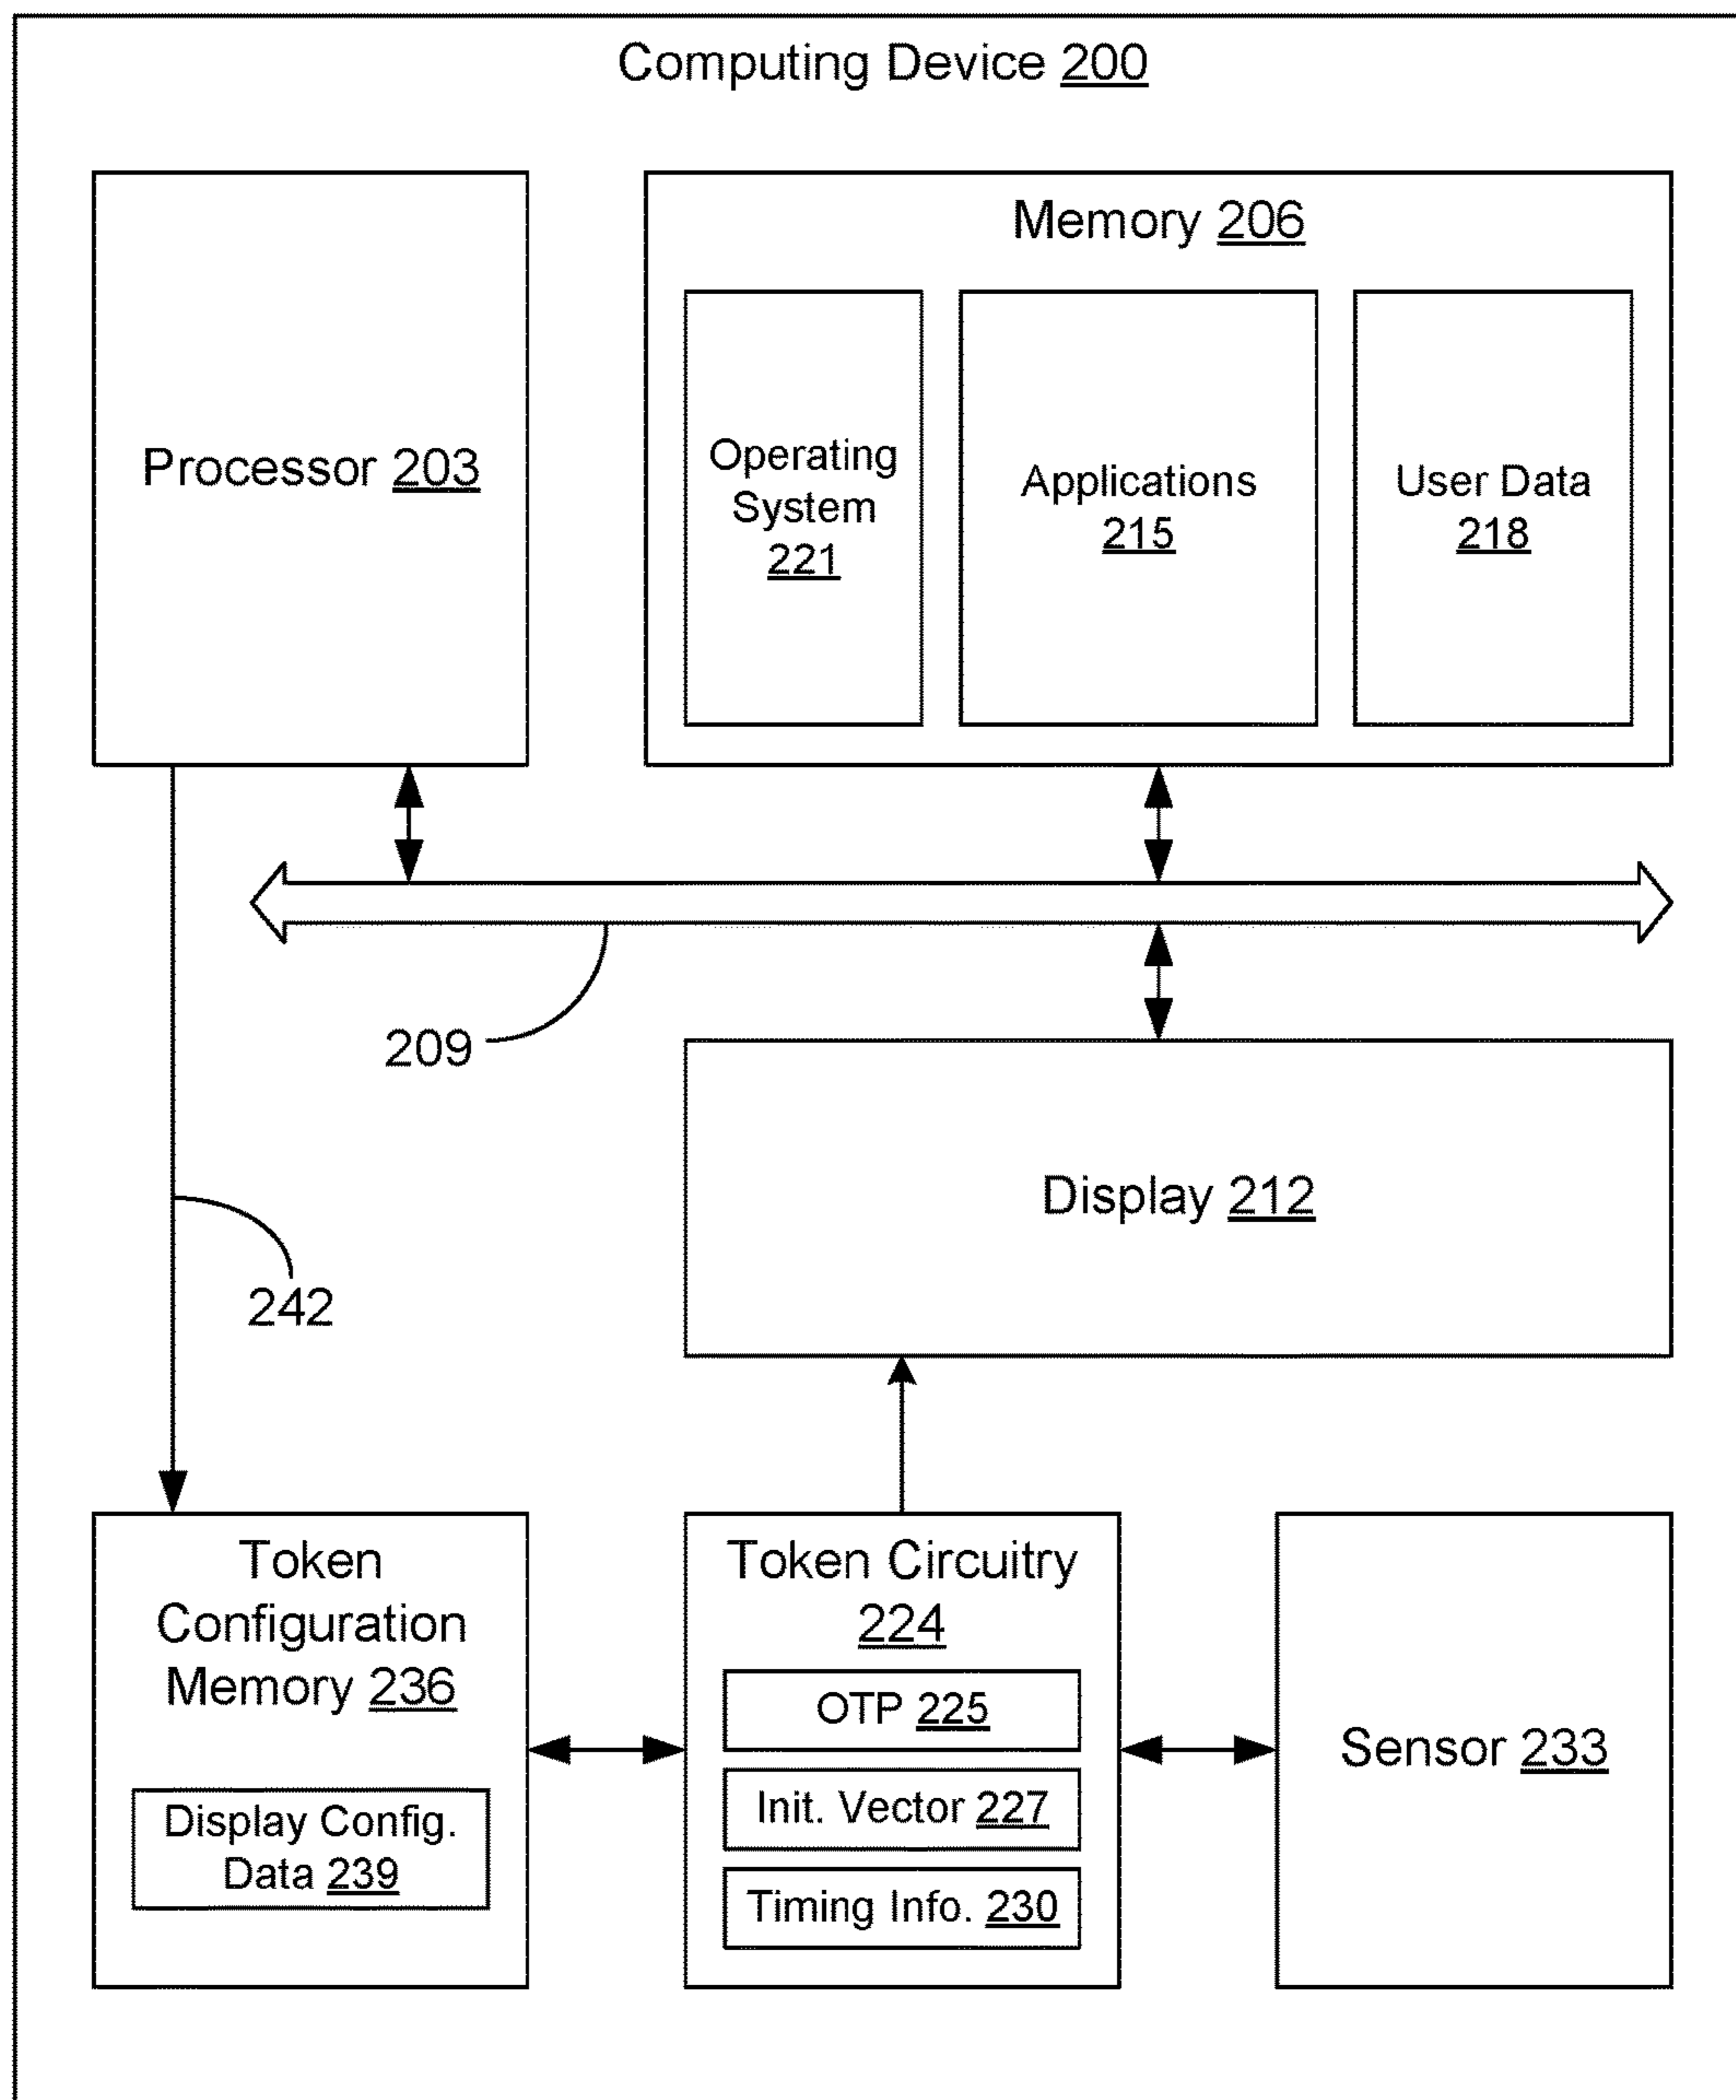 Computing Device 200
Memory 206
Processor 203
Operating
System
221
Applications
215
User Data
218
209
Display 212
242
Token
Configuration
Memory 236
Display Config.
Data 239
Token Circuitry
224
OTP 225
Init. Vector 227
Timing Info. 230
Sensor 233